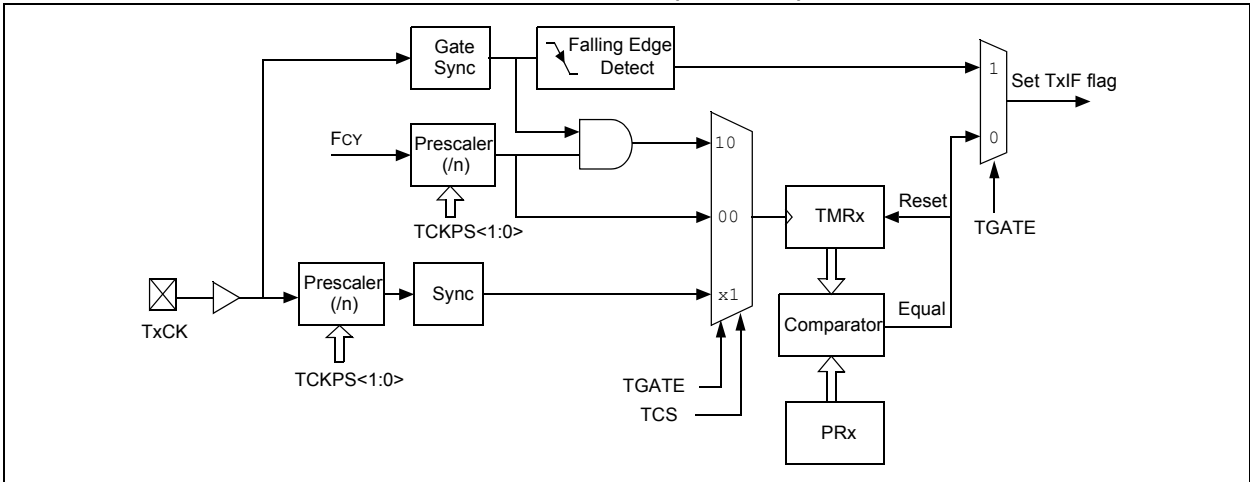 Gate
Sync
Falling Edge
Detect
1
Set TxIF flag
0
FCY
Prescaler
(/n)
10
TCKPS<1:0>
00
TMRx
Reset
TGATE
TxCK
Prescaler
(/n)
Sync
x1
Comparator
Equal
TCKPS<1:0>
TGATE
TCS
PRx